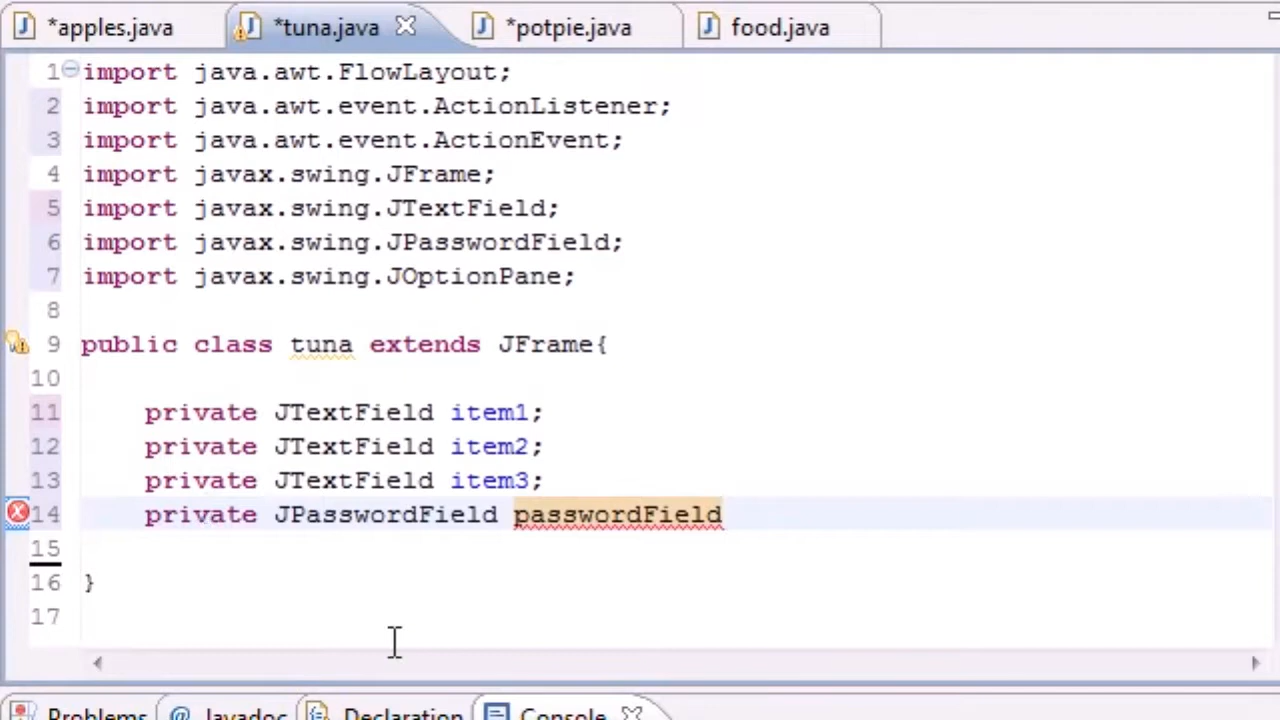 *apples.java *tuna.java *potpie.java food.java
1 import java.awt.FlowLayout;
2 import java.awt.event.ActionListener;
3 import java.awt.event.ActionEvent;
4 import javax.swing.JFrame;
5 import javax.swing.JTextField;
6 import javax.swing.JPasswordField;
7 import javax.swing.JOptionPane;
8
9 public class tuna extends JFrame{
10
11 private JTextField item1;
12 private JTextField item2;
13 private JTextField item3;
14 private JPasswordField passwordField
15
16 }
17
Problems @ Javadoc Declaration Console